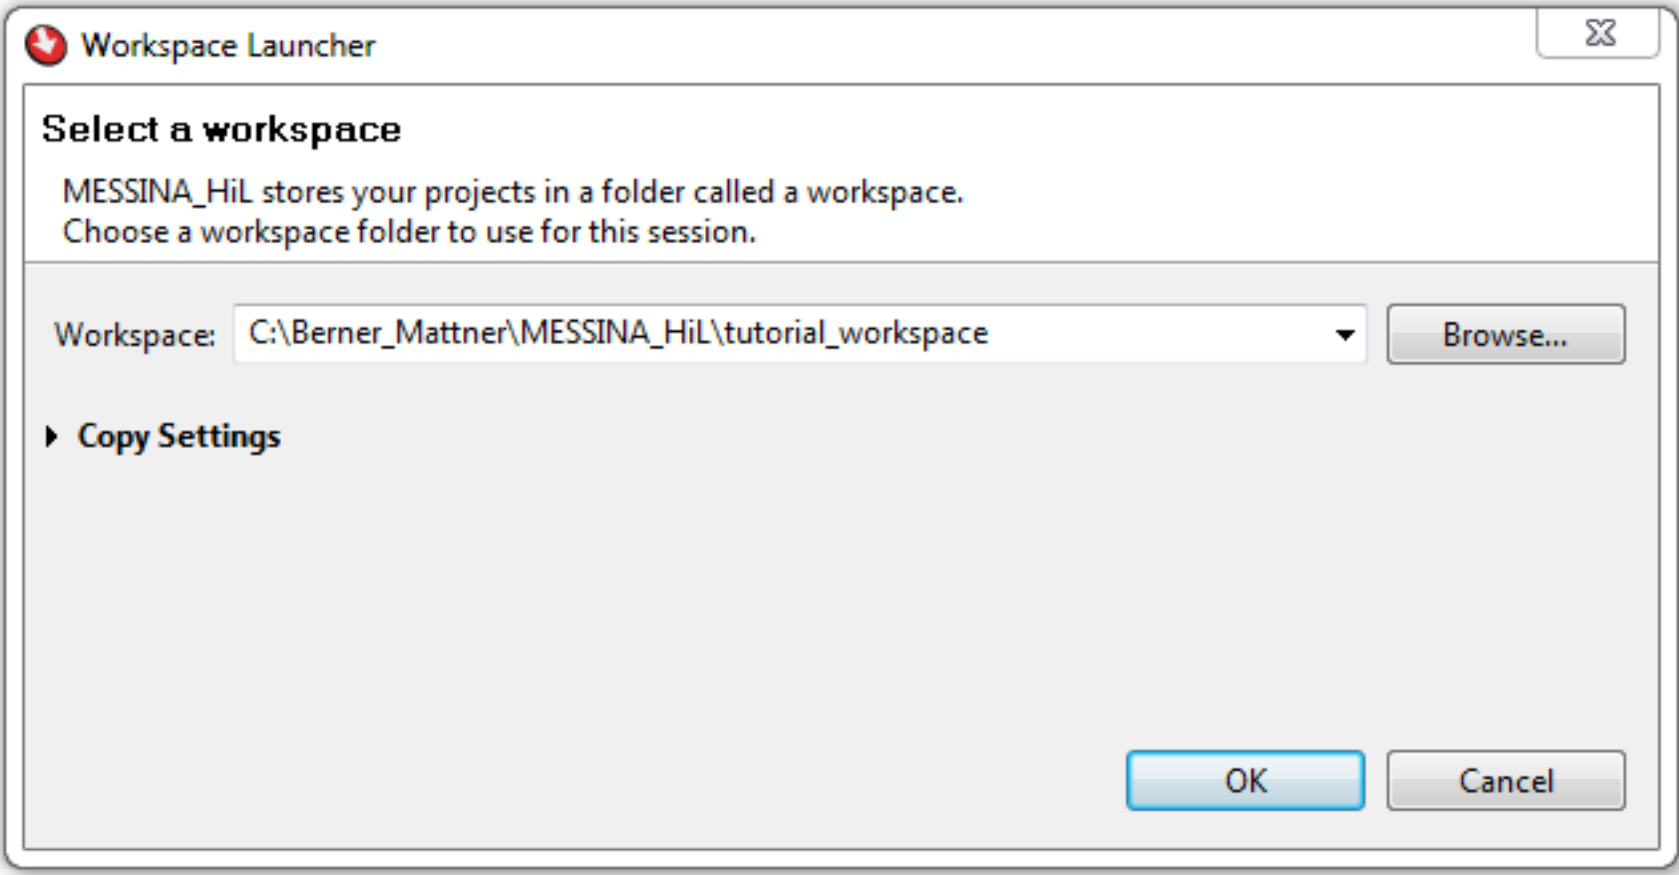 Workspace Launcher
Select a workspace
MESSINA_HiL stores your projects in a folder called a workspace.
Choose a workspace folder to use for this session.
Workspace: C:\Berner_Mattner\MESSINA_HiL\tutorial_workspace Browse...
Copy Settings
OK Cancel